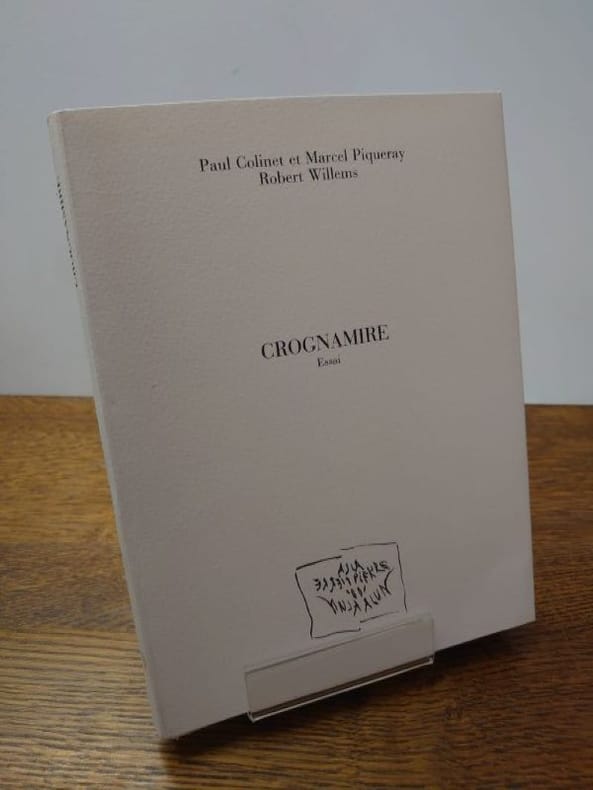 Paul Colinet et Marcel Piqueray
Robert Willems
CROGNAMIRE
Essai